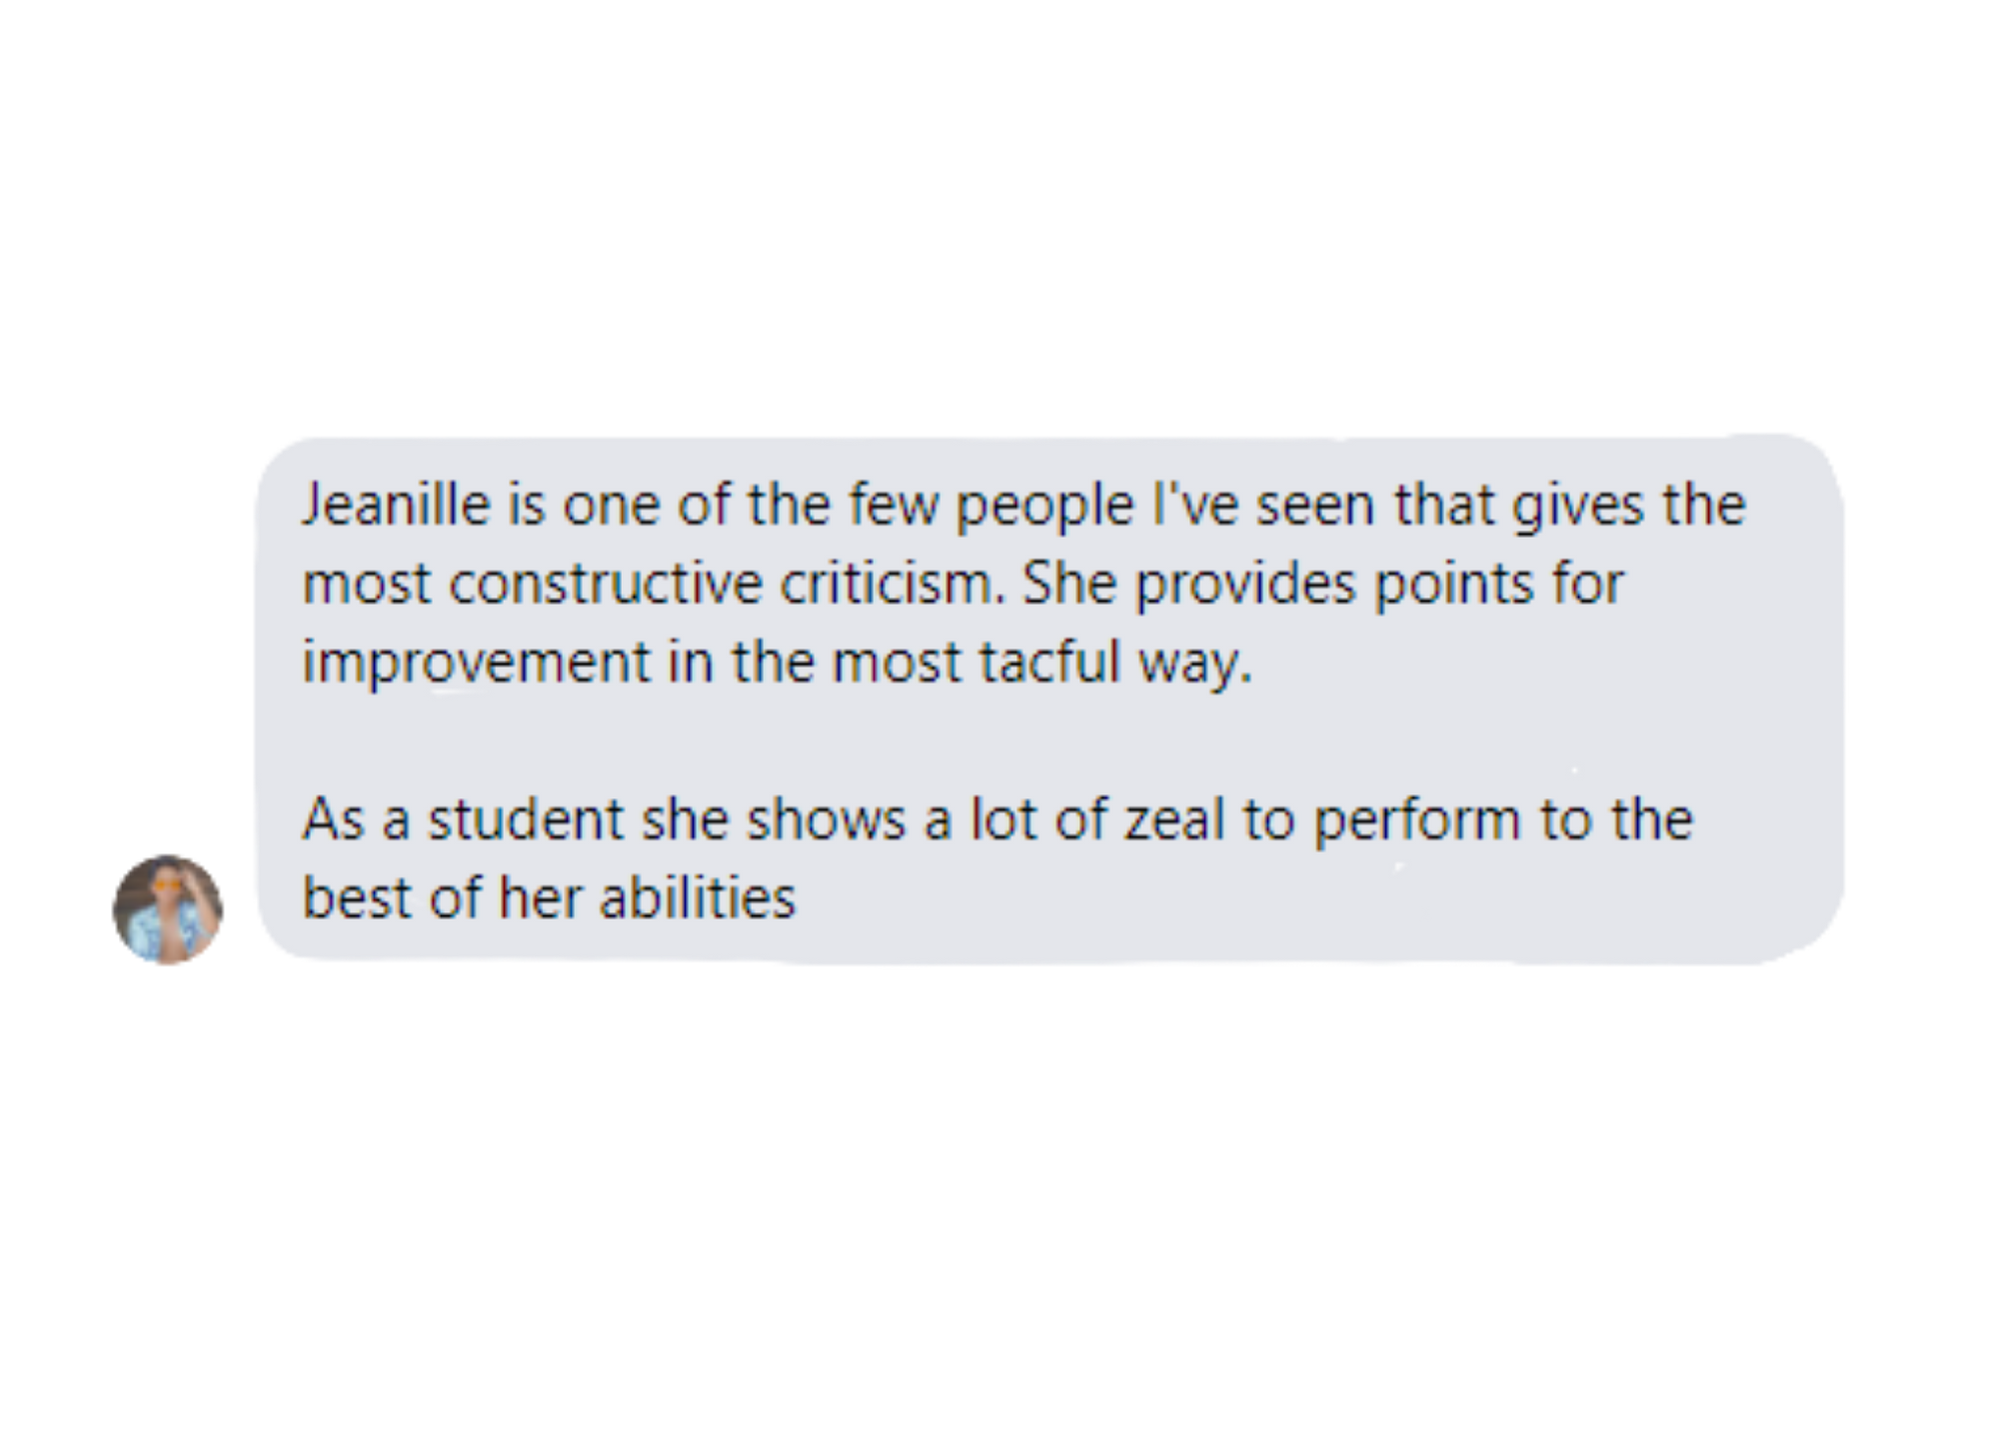 Jeanille is one of the few people I've seen that gives the
most constructive criticism. She provides points for
improvement in the most tacful way.
As a student she shows a lot of zeal to perform to the
best of her abilities